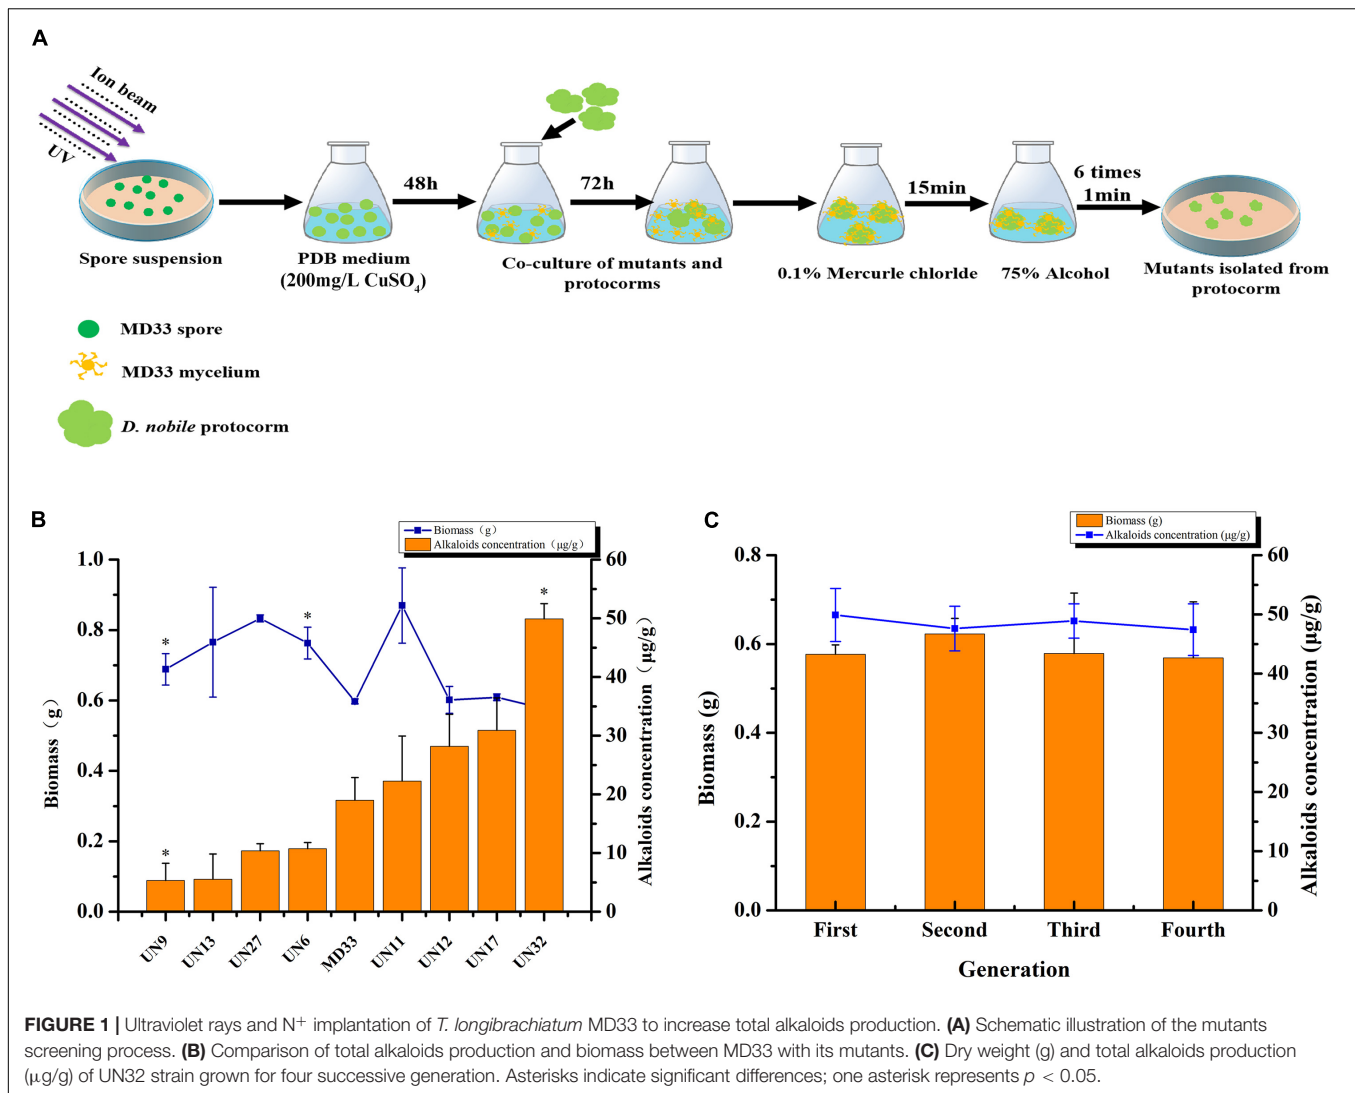 A
Ion beam
UV
48h
72h
15min
6 times
1min
Spore suspension
PDB medium
(200mg/L CuSO4)
Co-culture of mutants and
protocorms
0.1% Mercurle chlorlde
75% Alcohol
Mutants isolated from
protocorm
MD33 spore
MD33 mycelium
D. nobile protocorm
B
Biomass（g）
Alkaloids concentration（μg/g）
1.0
0.8
0.6
0.4
0.2
0.0
Biomass（g）
60
50
40
30
20
10
0
Alkaloids concentration（μg/g）
*
*
*
*
UN9
UN13
UN27
UN6
MD33
UN11
UN12
UN17
UN32
C
Biomass (g)
Alkaloids concentration (μg/g)
0.8
0.6
0.4
0.2
0.0
Biomass (g)
60
50
40
30
20
10
0
Alkaloids concentration (μg/g)
First
Second
Third
Fourth
Generation
FIGURE 1 | Ultraviolet rays and N+ implantation of T. longibrachiatum MD33 to increase total alkaloids production. (A) Schematic illustration of the mutants
screening process. (B) Comparison of total alkaloids production and biomass between MD33 with its mutants. (C) Dry weight (g) and total alkaloids production
(μg/g) of UN32 strain grown for four successive generation. Asterisks indicate significant differences; one asterisk represents p < 0.05.